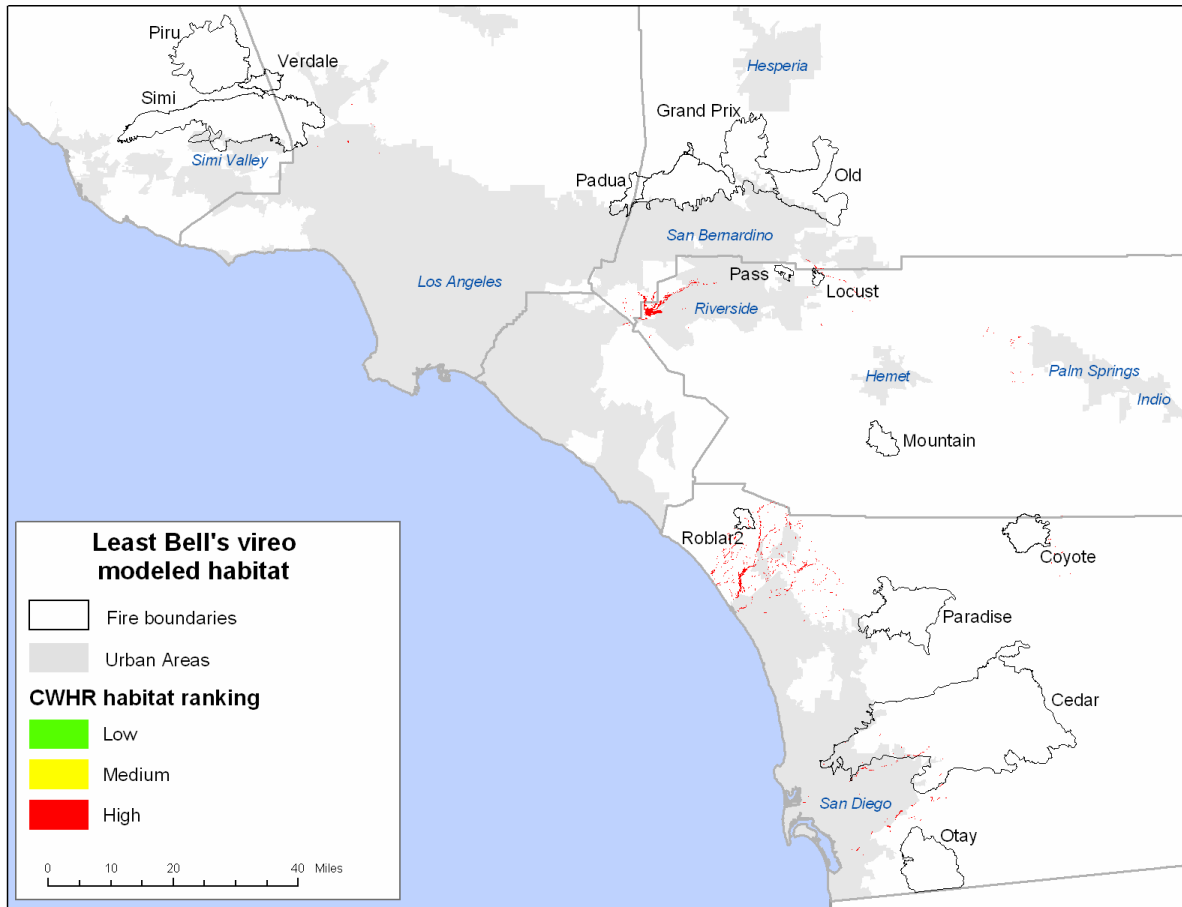 Piru
Verdale
Simi
Simi Valley
Hesperia
Grand Prix
Padua
Old
San Bernardino
Los Angeles
Pass
Locust
Riverside
Hemet
Palm Springs
Indio
Mountain
Roblar2
Coyote
Paradise
Cedar
San Diego
Otay
Least Bell's vireo
modeled habitat
Fire boundaries
Urban Areas
CWHR habitat ranking
Low
Medium
High
0 10 20 40 Miles